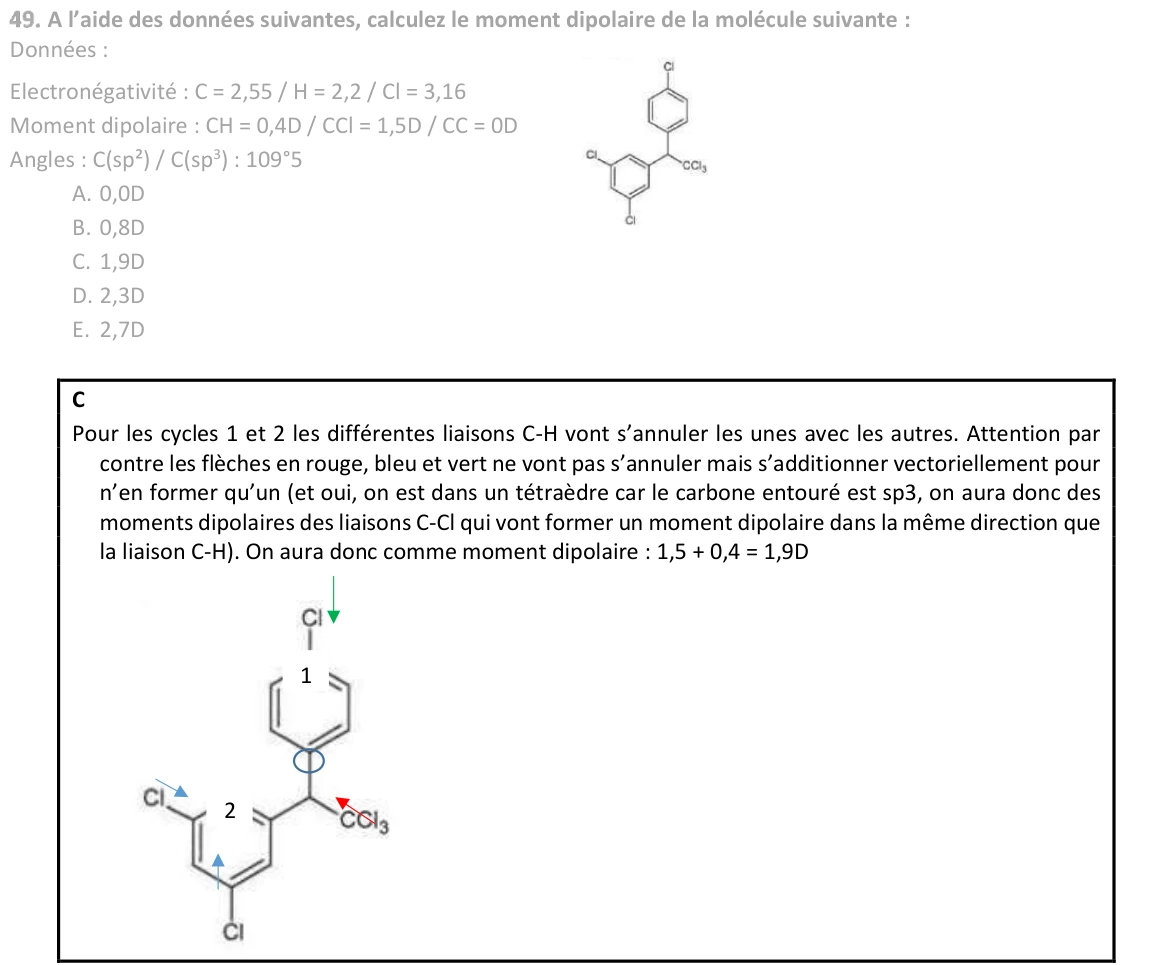 49. A l’aide des données suivantes, calculez le moment dipolaire de la molécule suivante :
Données :
Electronégativité : C = 2,55 / H = 2,2 / Cl = 3,16
Moment dipolaire : CH = 0,4D / CCl = 1,5D / CC = 0D
Angles : C(sp²) / C(sp³) : 109°5
A. 0,0D
B. 0,8D
C. 1,9D
D. 2,3D
E. 2,7D
Cl
Cl
CCl₃
Cl
C
Pour les cycles 1 et 2 les différentes liaisons C-H vont s’annuler les unes avec les autres. Attention par
contre les flèches en rouge, bleu et vert ne vont pas s’annuler mais s’additionner vectoriellement pour
n’en former qu’un (et oui, on est dans un tétraèdre car le carbone entouré est sp3, on aura donc des
moments dipolaires des liaisons C-Cl qui vont former un moment dipolaire dans la même direction que
la liaison C-H). On aura donc comme moment dipolaire : 1,5 + 0,4 = 1,9D
Cl
1
Cl
2
CCl₃
Cl